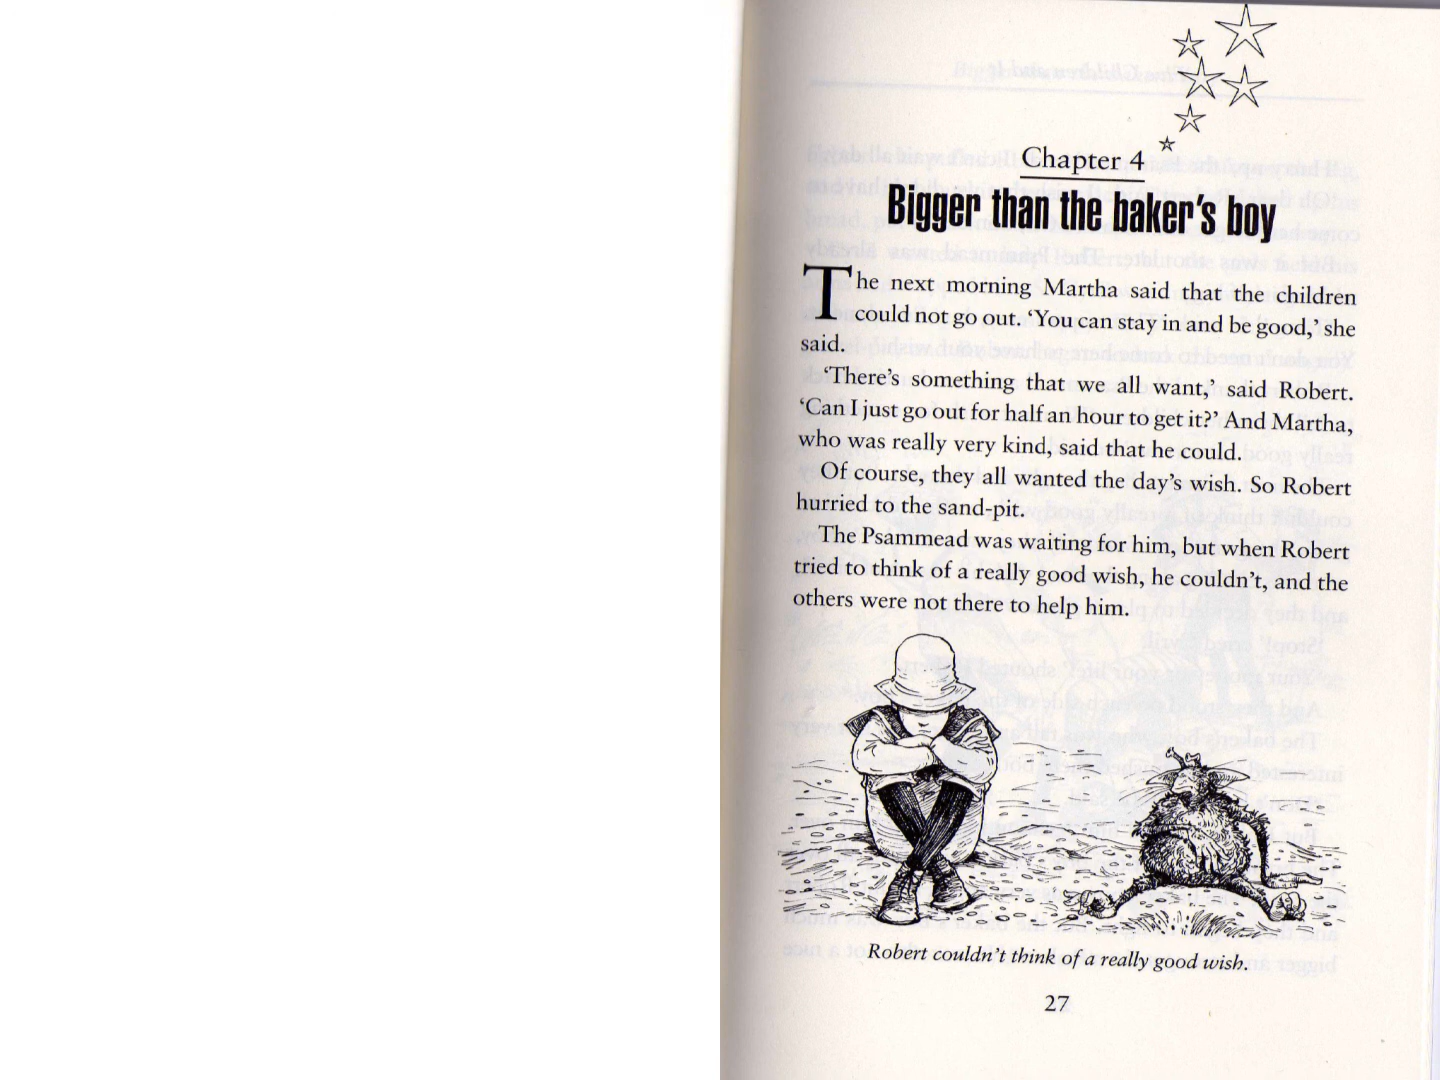 Chapter 4
Bigger than the baker's boy
The next morning Martha said that the children
could not go out. ‘You can stay in and be good,’ she
said.
‘There’s something that we all want,’ said Robert.
‘Can I just go out for half an hour to get it?’ And Martha,
who was really very kind, said that he could.
Of course, they all wanted the day’s wish. So Robert
hurried to the sand-pit.
The Psammead was waiting for him, but when Robert
tried to think of a really good wish, he couldn’t, and the
others were not there to help him.
Robert couldn’t think of a really good wish.
27